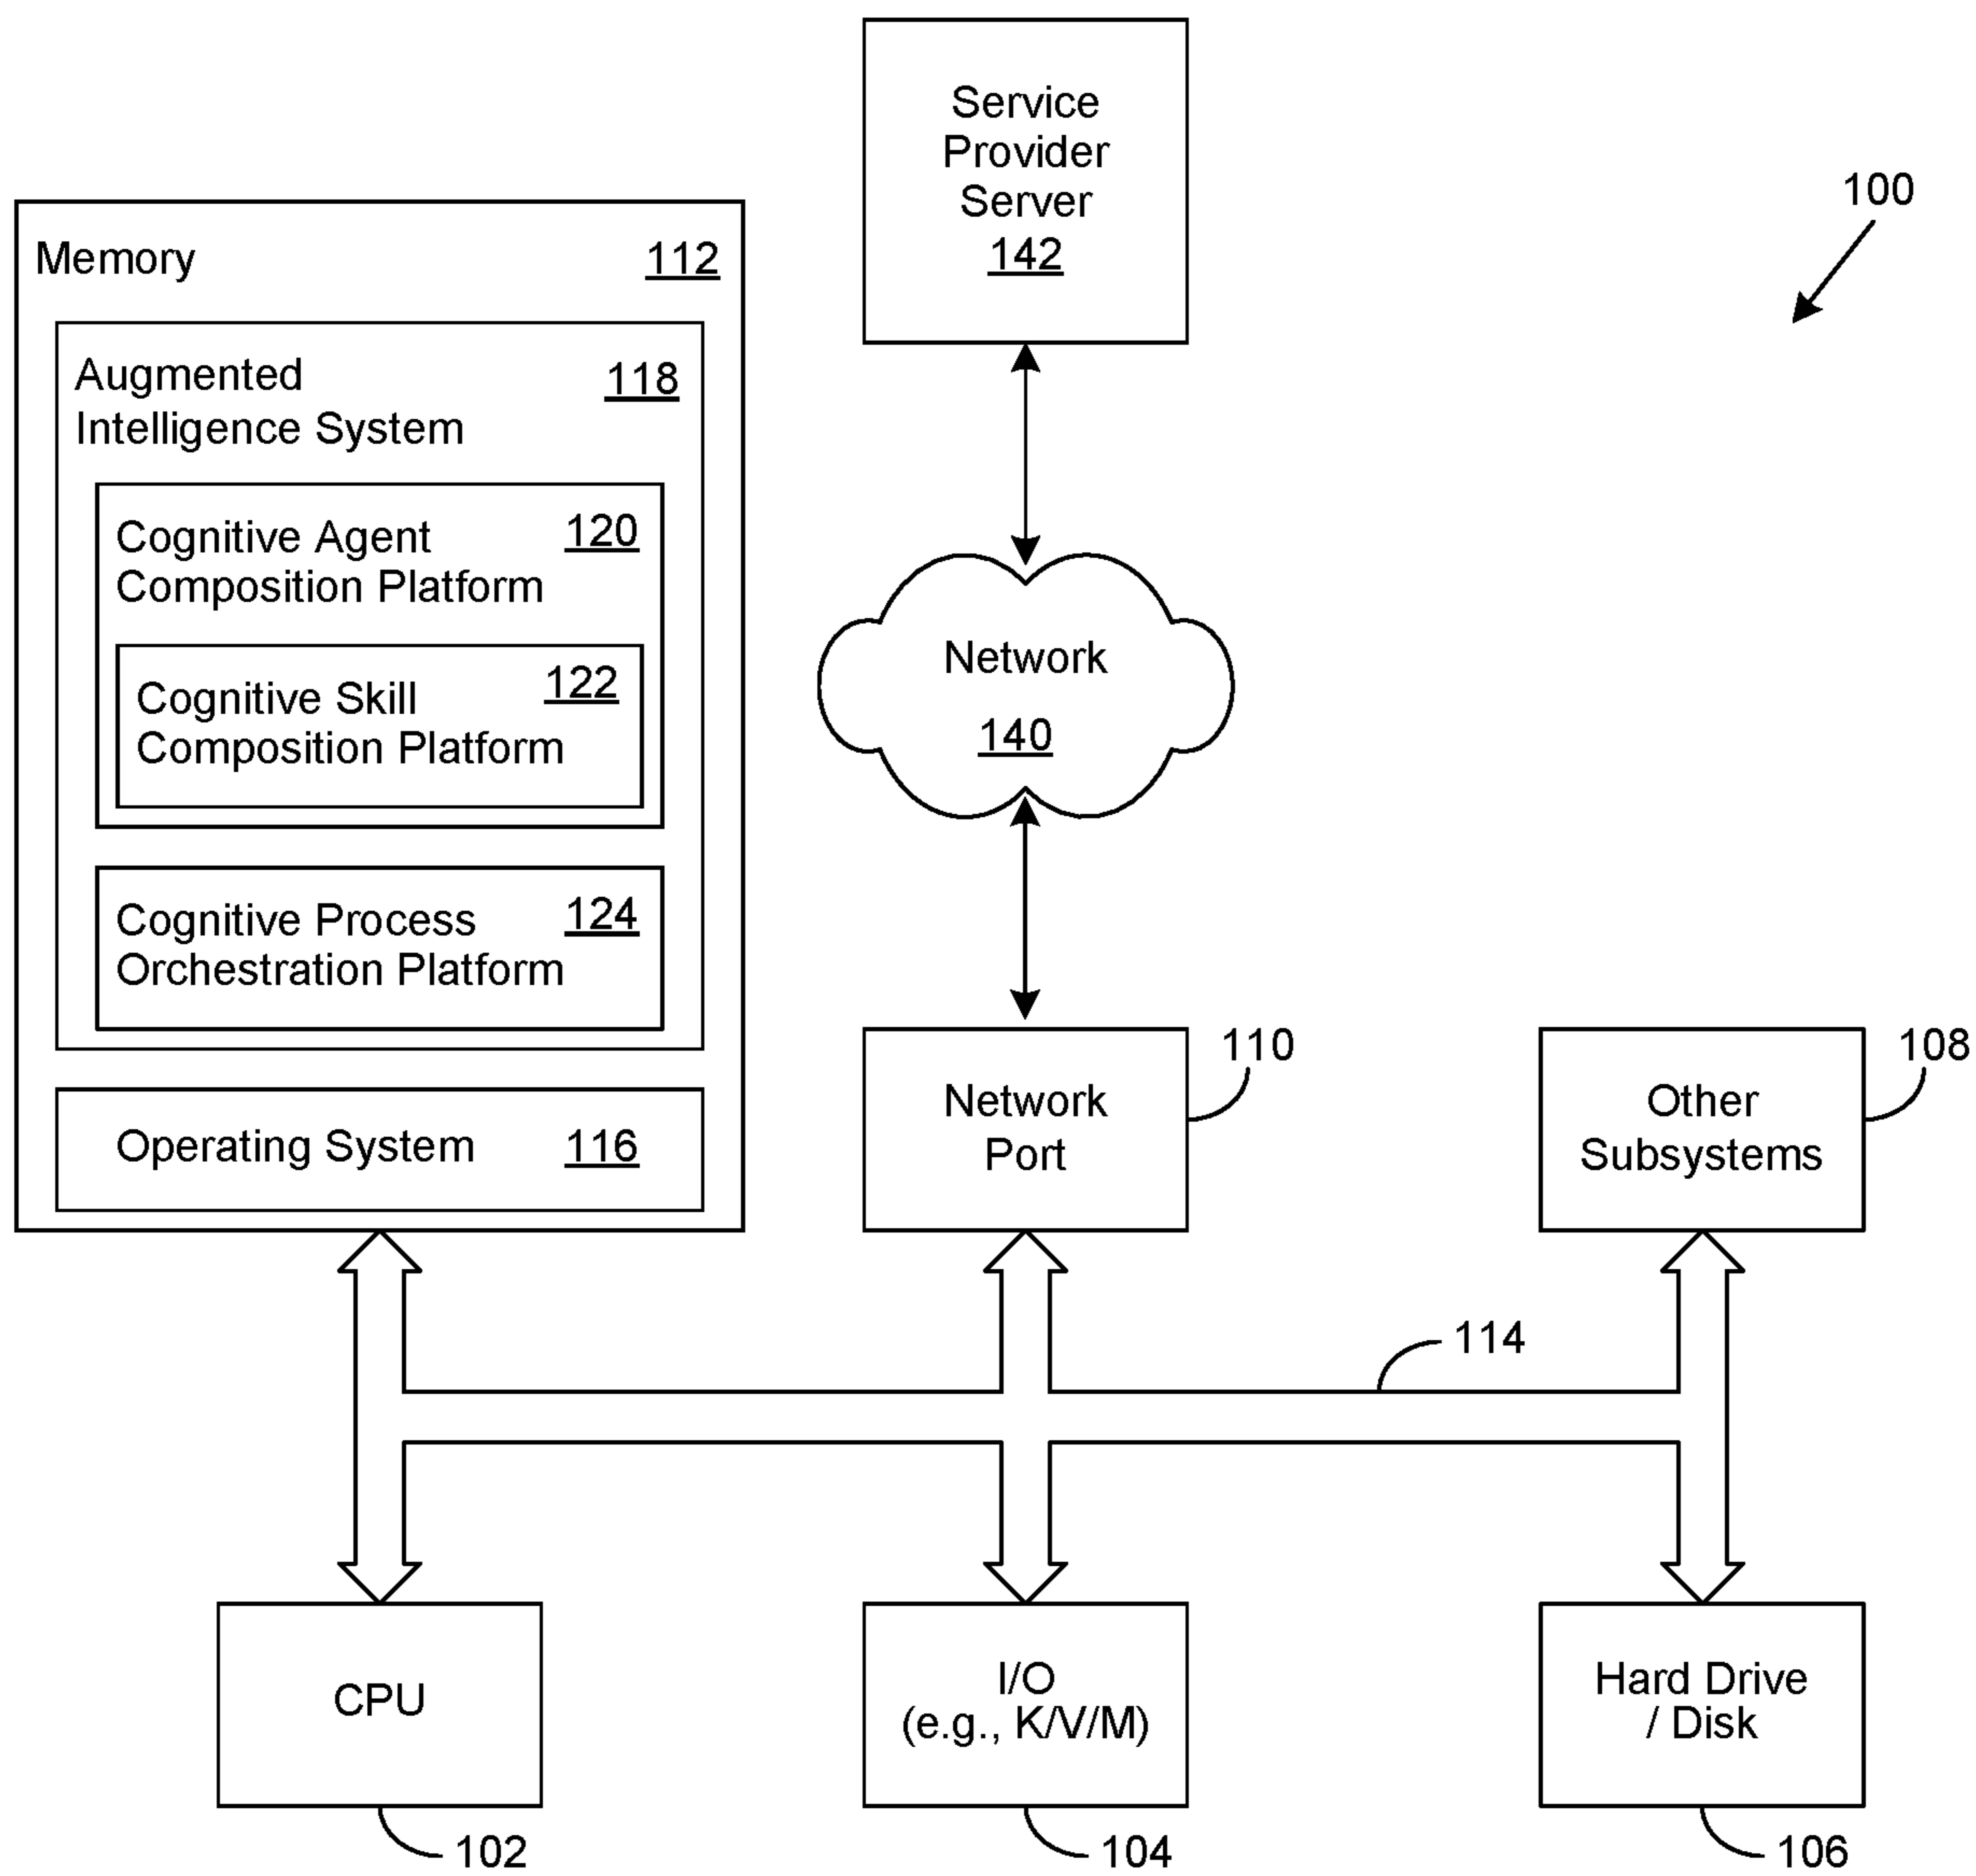 Service
Provider
Server
142
100
Memory 112
Augmented 118
Intelligence System
Cognitive Agent 120
Composition Platform
Cognitive Skill 122
Composition Platform
Network
140
Cognitive Process 124
Orchestration Platform
Operating System 116
Network
Port
110
Other
Subsystems
108
114
CPU
102
I/O
(e.g., K/V/M)
104
Hard Drive
/ Disk
106